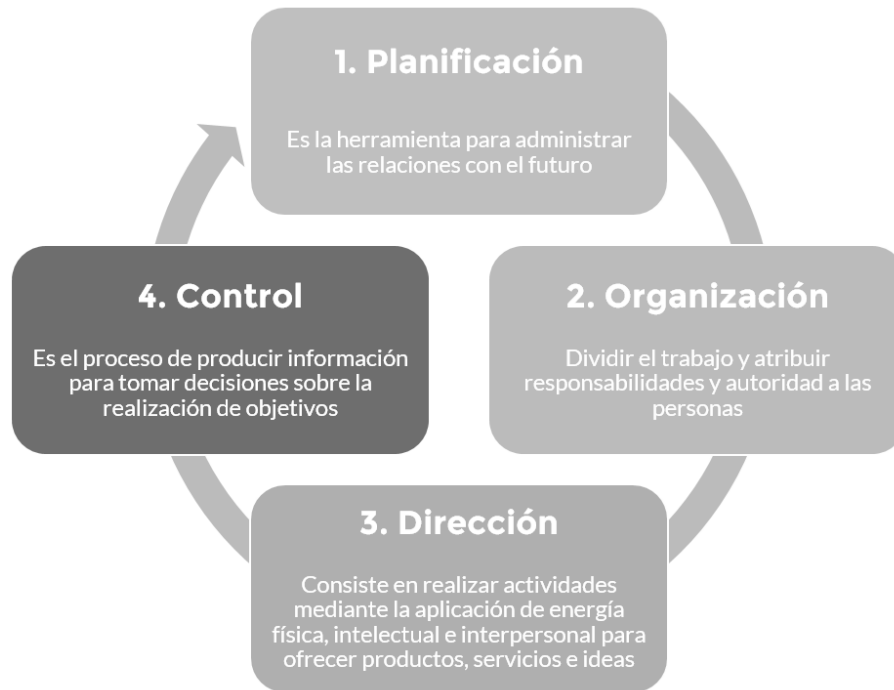 1. Planificación
Es la herramienta para administrar
las relaciones con el futuro
2. Organización
Dividir el trabajo y atribuir
responsabilidades y autoridad a las
personas
3. Dirección
Consiste en realizar actividades
mediante la aplicación de energía
física, intelectual e interpersonal para
ofrecer productos, servicios e ideas
4. Control
Es el proceso de producir información
para tomar decisiones sobre la
realización de objetivos